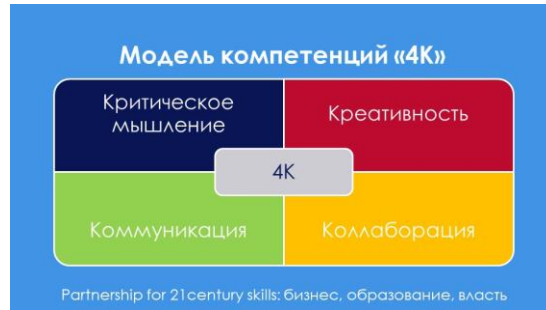 Модель компетенций «4К»
Критическое
мышление
Креативность
4К
Коммуникация
Коллаборация
Partnership for 21century skills: бизнес, образование, власть